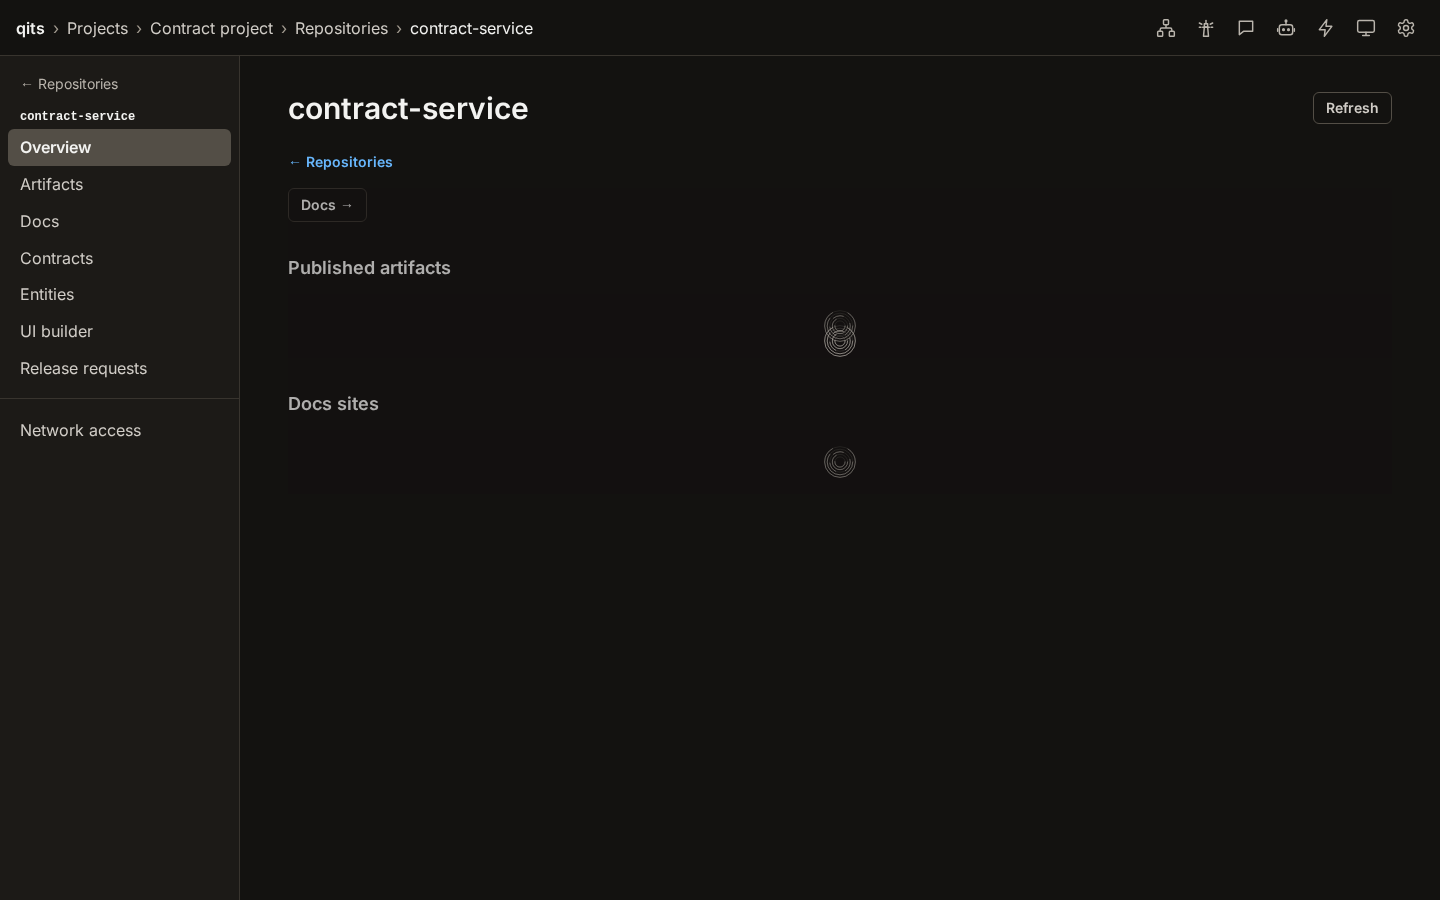 qits › Projects › Contract project › Repositories › contract-service
← Repositories
contract-service
Overview
Artifacts
Docs
Contracts
Entities
UI builder
Release requests
Network access
contract-service
Refresh
← Repositories
Docs →
Published artifacts
Docs sites